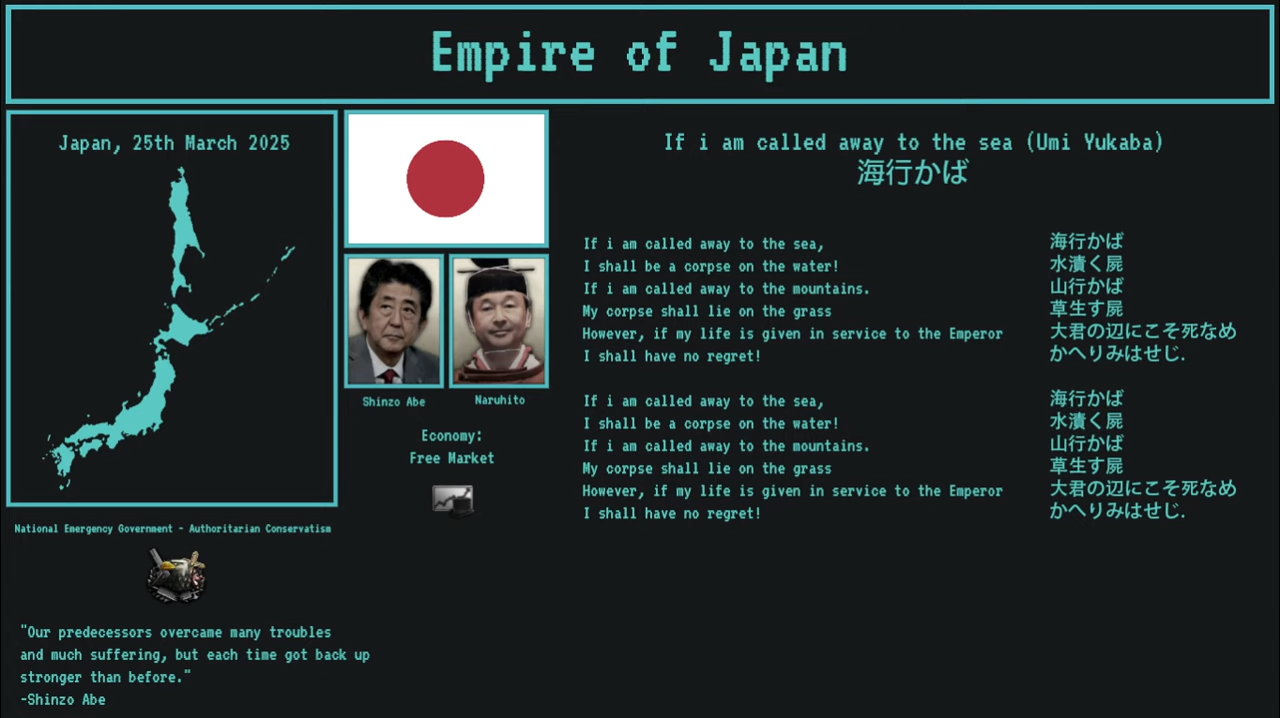 Empire of Japan
Japan, 25th March 2025
If i am called away to the sea (Umi Yukaba)
海行かば
If i am called away to the sea,
I shall be a corpse on the water!
If i am called away to the mountains.
My corpse shall lie on the grass
However, if my life is given in service to the Emperor
I shall have no regret!
海行かば
水漬く屍
山行かば
草生す屍
大君の辺にこそ死なめ
かへりみはせじ.
If i am called away to the sea,
I shall be a corpse on the water!
If i am called away to the mountains.
My corpse shall lie on the grass
However, if my life is given in service to the Emperor
I shall have no regret!
海行かば
水漬く屍
山行かば
草生す屍
大君の辺にこそ死なめ
かへりみはせじ.
Shinzo Abe
Naruhito
Economy:
Free Market
National Emergency Government - Authoritarian Conservatism
"Our predecessors overcame many troubles
and much suffering, but each time got back up
stronger than before."
-Shinzo Abe